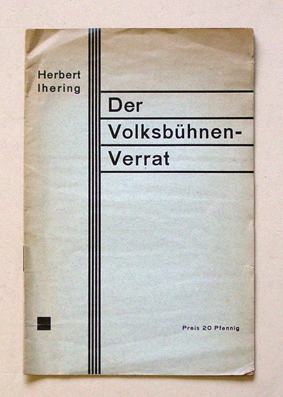 Herbert
Ihering
Der
Volksbühnen-
Verrat
Preis 20 Pfennig